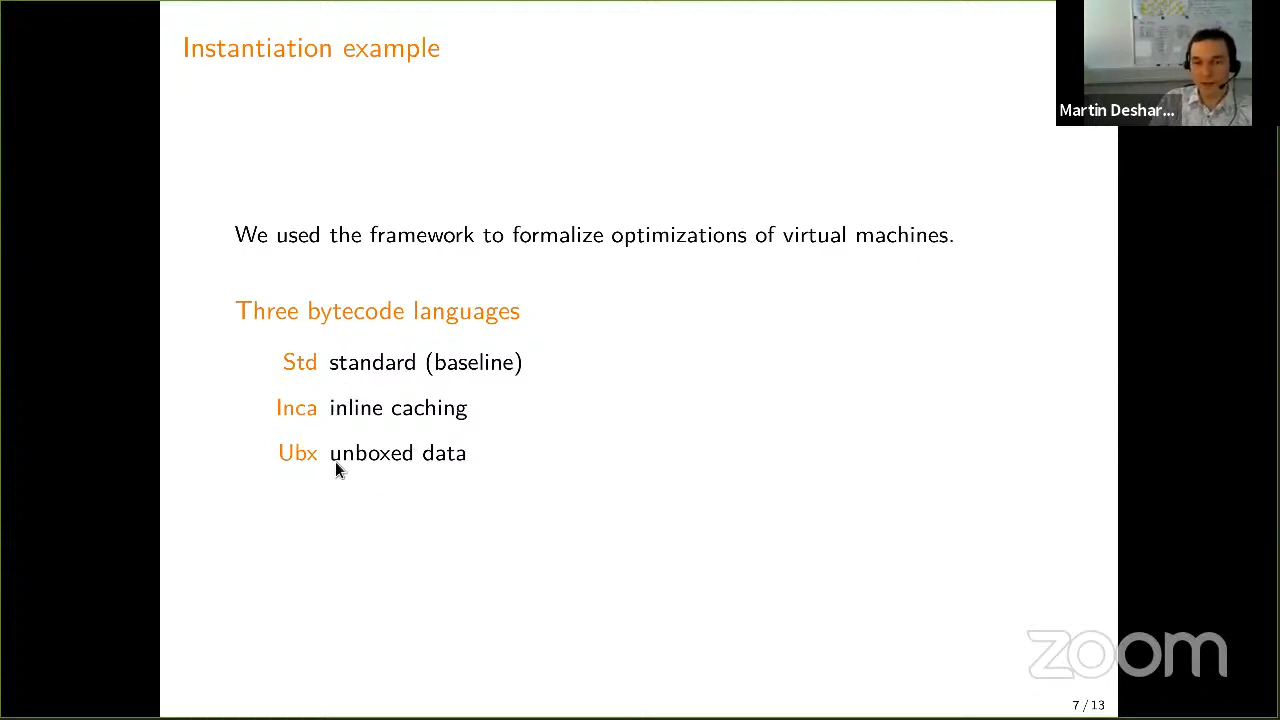 Instantiation example
Martin Deshar...
We used the framework to formalize optimizations of virtual machines.
Three bytecode languages
Std standard (baseline)
Inca inline caching
Ubx unboxed data
zoom
7 / 13